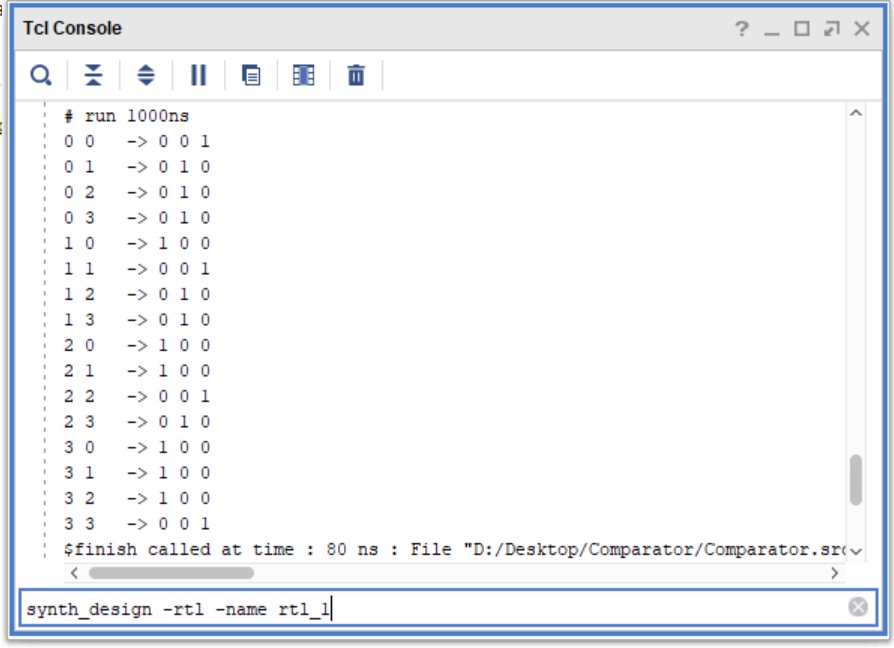 Tcl Console
# run 1000ns
0 0 -> 0 0 1
0 1 -> 0 1 0
0 2 -> 0 1 0
0 3 -> 0 1 0
1 0 -> 1 0 0
1 1 -> 0 0 1
1 2 -> 0 1 0
1 3 -> 0 1 0
2 0 -> 1 0 0
2 1 -> 1 0 0
2 2 -> 0 0 1
2 3 -> 0 1 0
3 0 -> 1 0 0
3 1 -> 1 0 0
3 2 -> 1 0 0
3 3 -> 0 0 1
$finish called at time : 80 ns : File "D:/Desktop/Comparator/Comparator.src
synth_design -rtl -name rtl_1